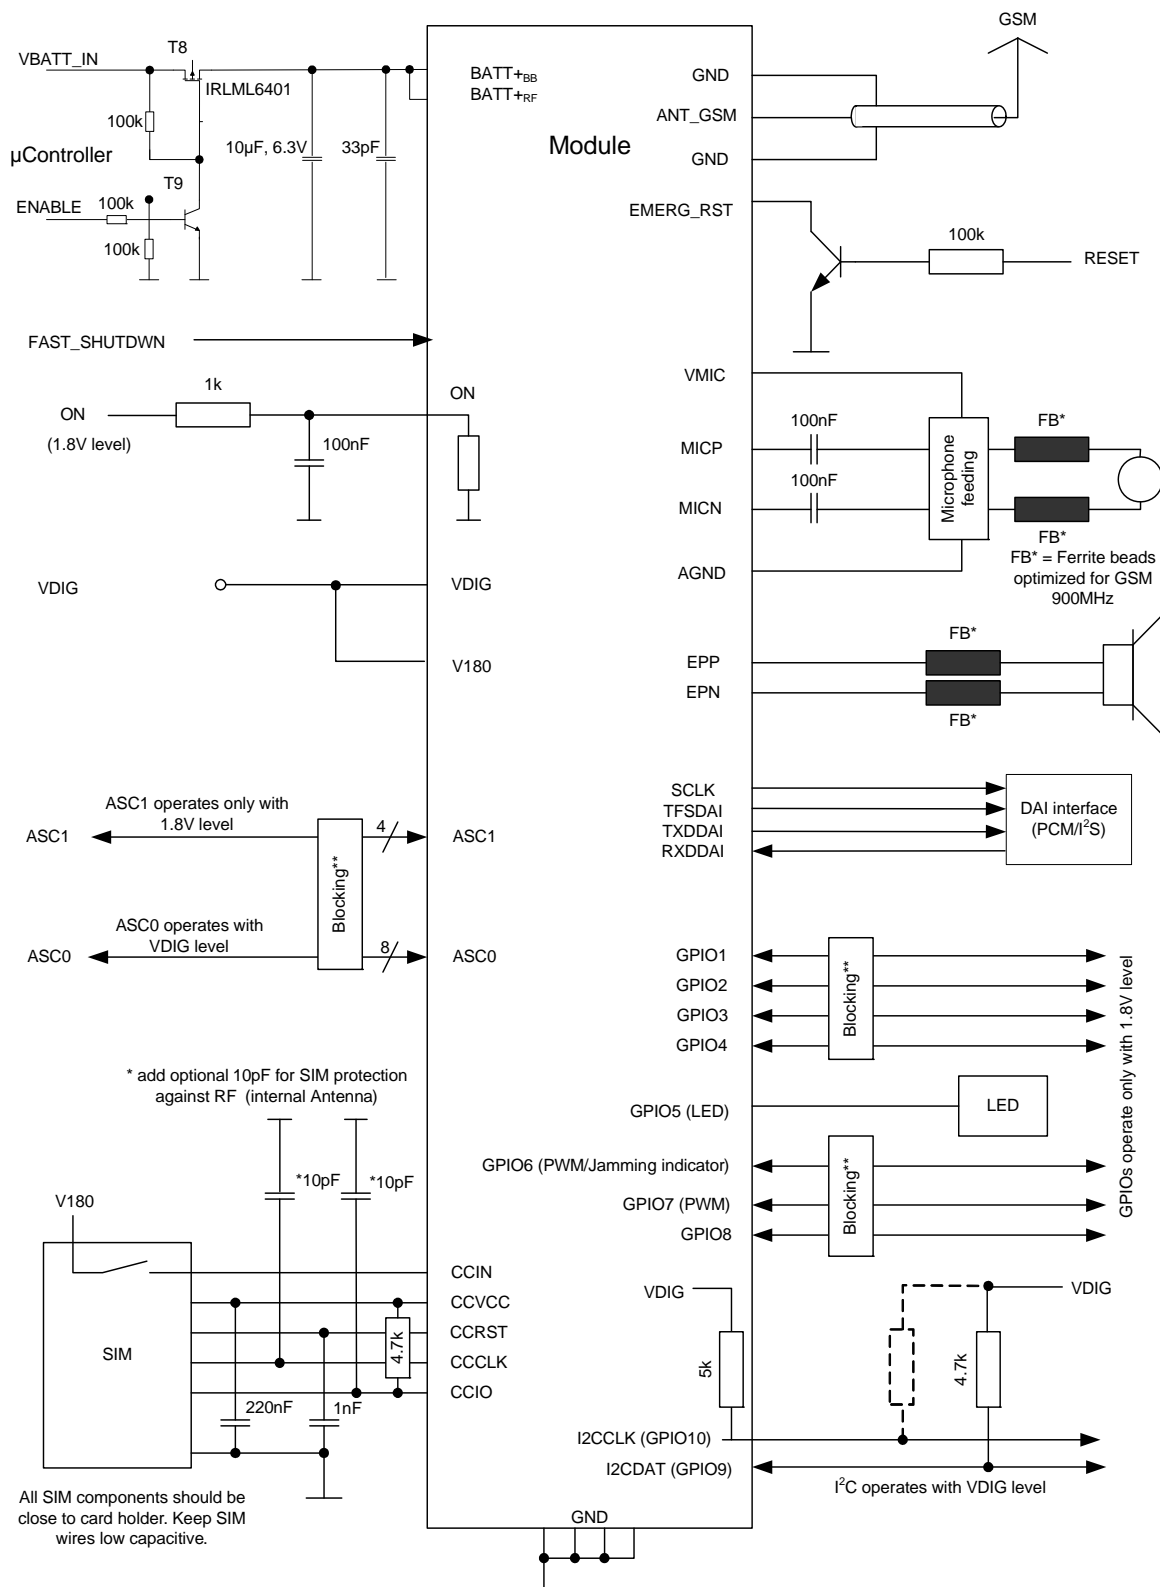 GSM
VBATT_IN
T8
IRLML6401
100k
µController
10µF, 6.3V
33pF
T9
ENABLE
100k
100k
BATT+BB
BATT+RF
Module
GND
ANT_GSM
GND
EMERG_RST
100k
RESET
FAST_SHUTDWN
1k
ON
ON
(1.8V level)
100nF
VMIC
100nF
MICP
100nF
MICN
Microphone
feeding
FB*
FB*
AGND
FB* = Ferrite beads
optimized for GSM
900MHz
VDIG
VDIG
V180
FB*
EPP
EPN
FB*
SCLK
TFSDAI
TXDDAI
RXDDAI
DAI interface
(PCM/I²S)
ASC1 operates only with
1.8V level
ASC1
4
ASC1
Blocking**
ASC0 operates with
VDIG level
ASC0
8
ASC0
GPIO1
GPIO2
GPIO3
GPIO4
Blocking**
GPIOs operate only with 1.8V level
GPIO5 (LED)
LED
GPIO6 (PWM/Jamming indicator)
GPIO7 (PWM)
GPIO8
Blocking**
* add optional 10pF for SIM protection
against RF (internal Antenna)
*10pF
*10pF
V180
SIM
CCIN
CCVCC
CCRST
CCCLK
CCIO
4.7k
220nF
1nF
All SIM components should be
close to card holder. Keep SIM
wires low capacitive.
VDIG
5k
VDIG
4.7k
I2CCLK (GPIO10)
I2CDAT (GPIO9)
I²C operates with VDIG level
GND